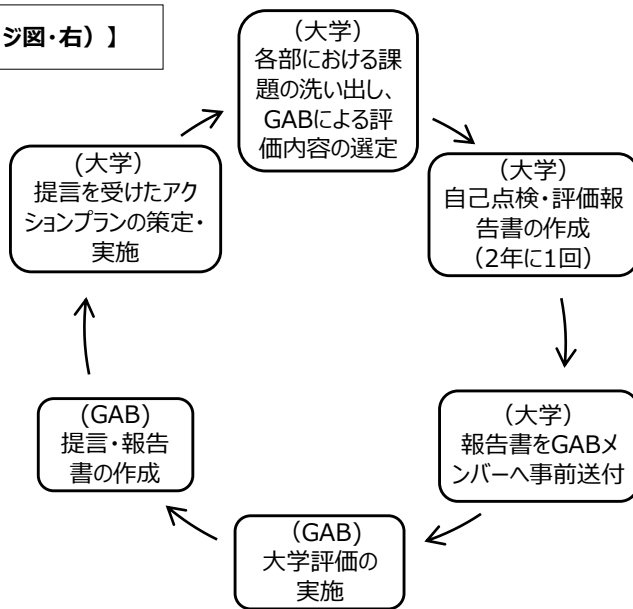 ジ図・右）】
（大学）
各部における課
題の洗い出し、
GABによる評
価内容の選定
（大学）
自己点検・評価報
告書の作成
（2年に1回）
（大学）
報告書をGABメ
ンバーへ事前送付
（GAB）
大学評価の
実施
（GAB）
提言・報告
書の作成
（大学）
提言を受けたアク
ションプランの策定・
実施